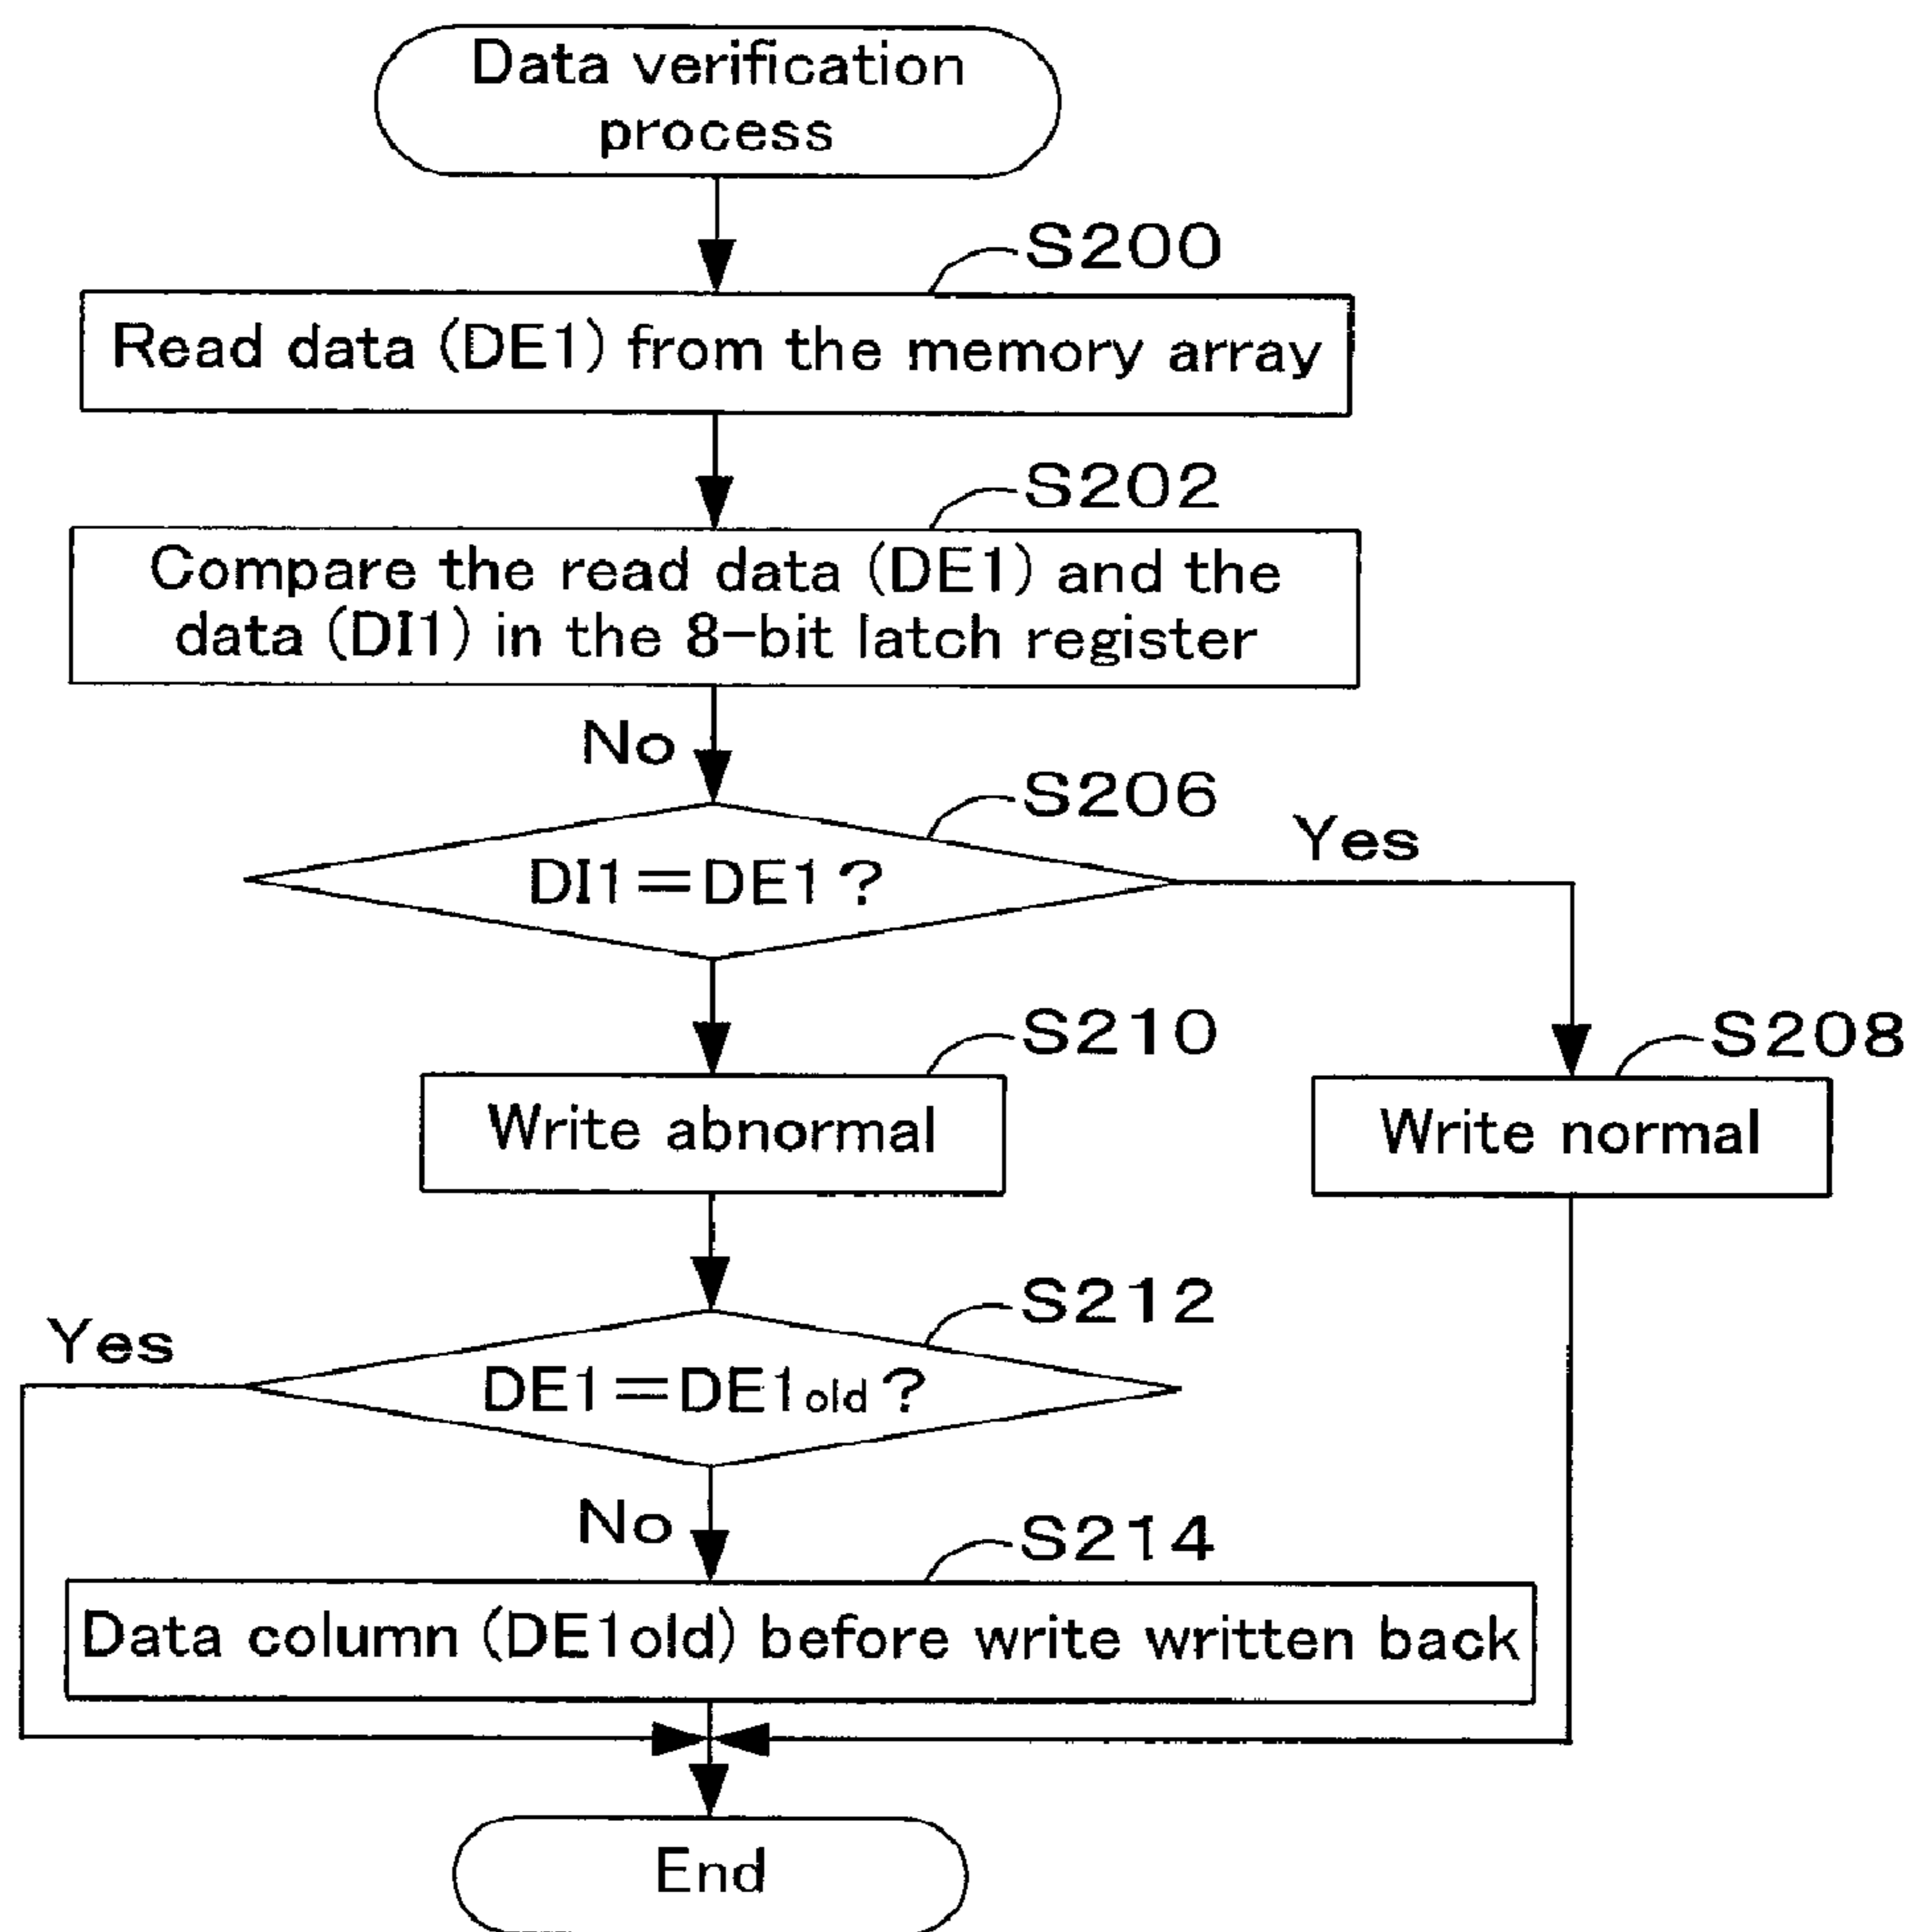 Data verification
process
S200
Read data (DE1) from the memory array
S202
Compare the read data (DE1) and the
data (DI1) in the 8-bit latch register
No
S206
DI1=DE1?
Yes
S210
Write abnormal
S208
Write normal
S212
Yes
DE1=DE1old?
No
S214
Data column (DE1old) before write written back
End